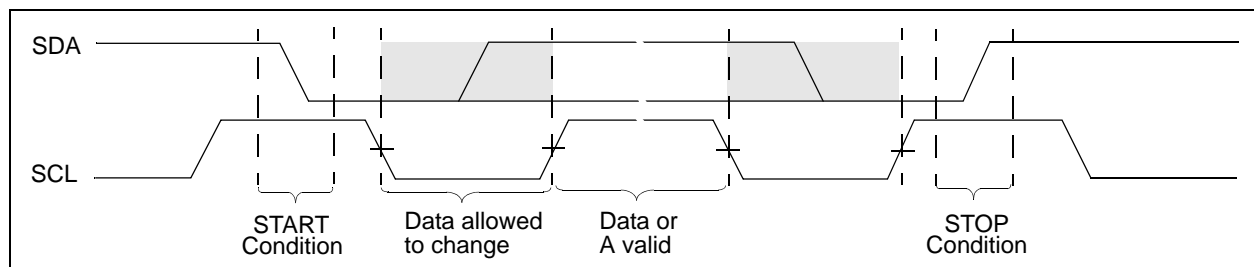 SDA
SCL
START
Condition
Data allowed
to change
Data or
A valid
STOP
Condition